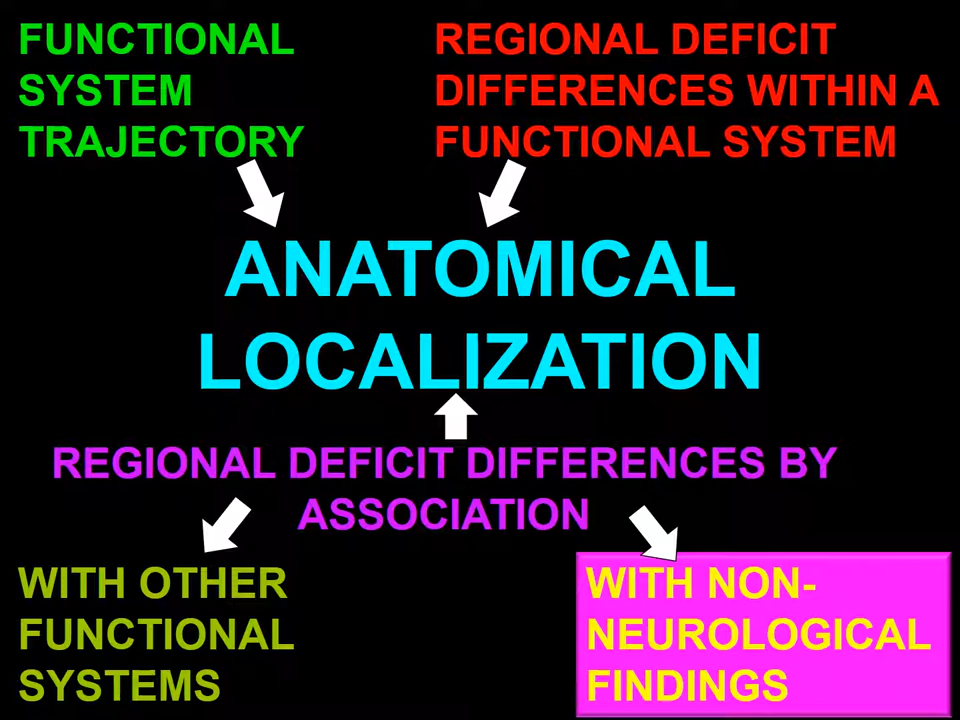 FUNCTIONAL
SYSTEM
TRAJECTORY
REGIONAL DEFICIT
DIFFERENCES WITHIN A
FUNCTIONAL SYSTEM
ANATOMICAL
LOCALIZATION
REGIONAL DEFICIT DIFFERENCES BY
ASSOCIATION
WITH OTHER
FUNCTIONAL
SYSTEMS
WITH NON-
NEUROLOGICAL
FINDINGS